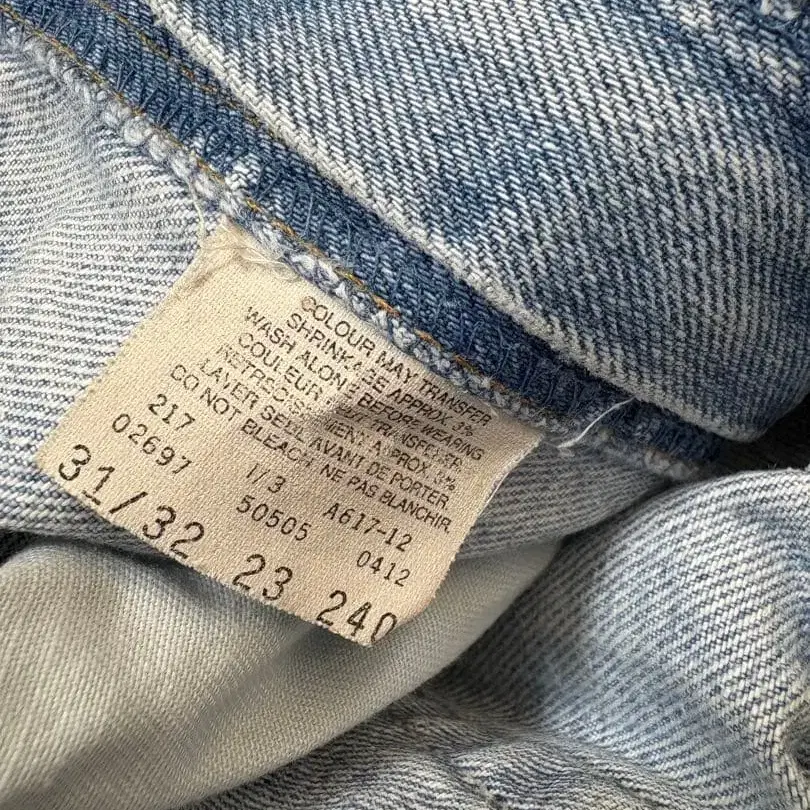 COLOUR MAY TRANSFER
SHRINKAGE APPROX. 3%
WASH ALONE BEFORE WEARING
COULEUR TRANSFERER
RETRECISSEMENT APPROX. 3%
LAVER SEUL AVANT DE PORTER.
DO NOT BLEACH NE PAS BLANCHIR.
217 1/3 A617-12
02697 50505 0412
31/32 23 240